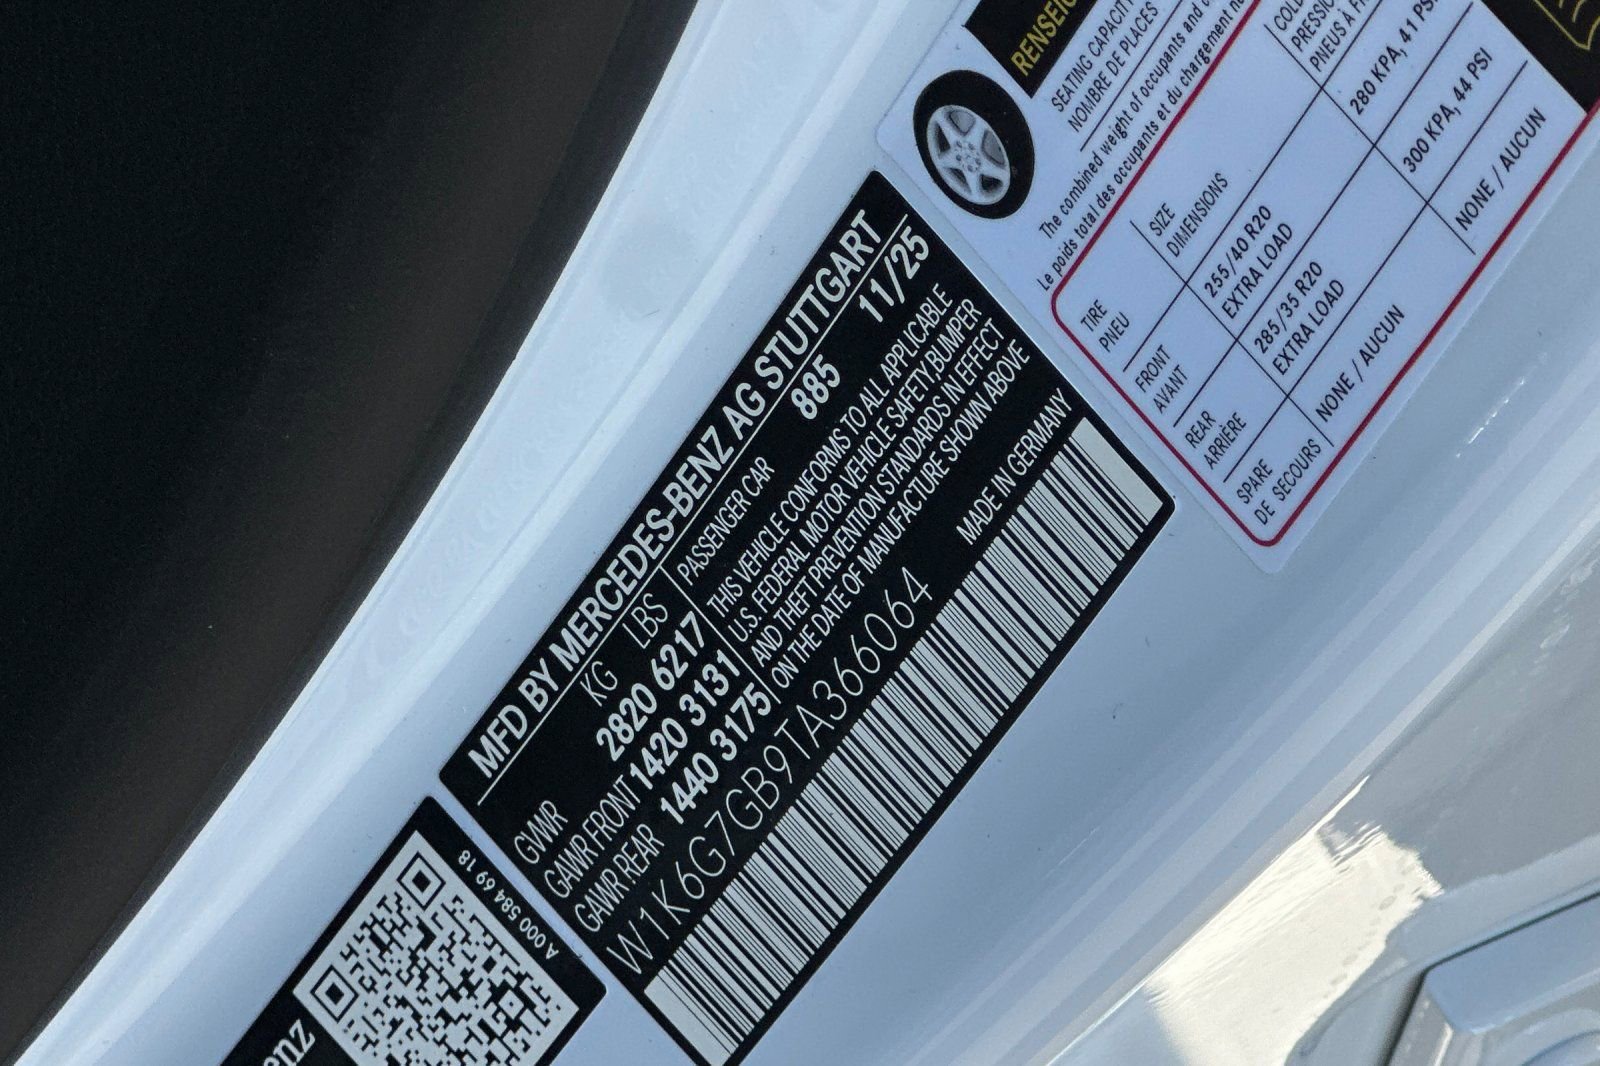 MFD BY MERCEDES-BENZ AG STUTTGART
KG LBS
GVWR 2820 6217
GAWR FRONT 1420 3131
GAWR REAR 1440 3175
PASSENGER CAR 885 11/25
THIS VEHICLE CONFORMS TO ALL APPLICABLE
U.S. FEDERAL MOTOR VEHICLE SAFETY,BUMPER
AND THEFT PREVENTION STANDARDS IN EFFECT
ON THE DATE OF MANUFACTURE SHOWN ABOVE
MADE IN GERMANY
W1K6G7GB9TA366064
A 000 584 69 18
SEATING CAPACITY
NOMBRE DE PLACES
The combined weight of occupants and
Le poids total des occupants et du chargement
TIRE SIZE
PNEU DIMENSIONS
PNEUS À
FRONT 255/40 R20 280 KPA, 41 PSI
AVANT EXTRA LOAD
REAR 285/35 R20 300 KPA, 44 PSI
ARRIÈRE EXTRA LOAD
SPARE NONE / AUCUN NONE / AUCUN
DE SECOURS